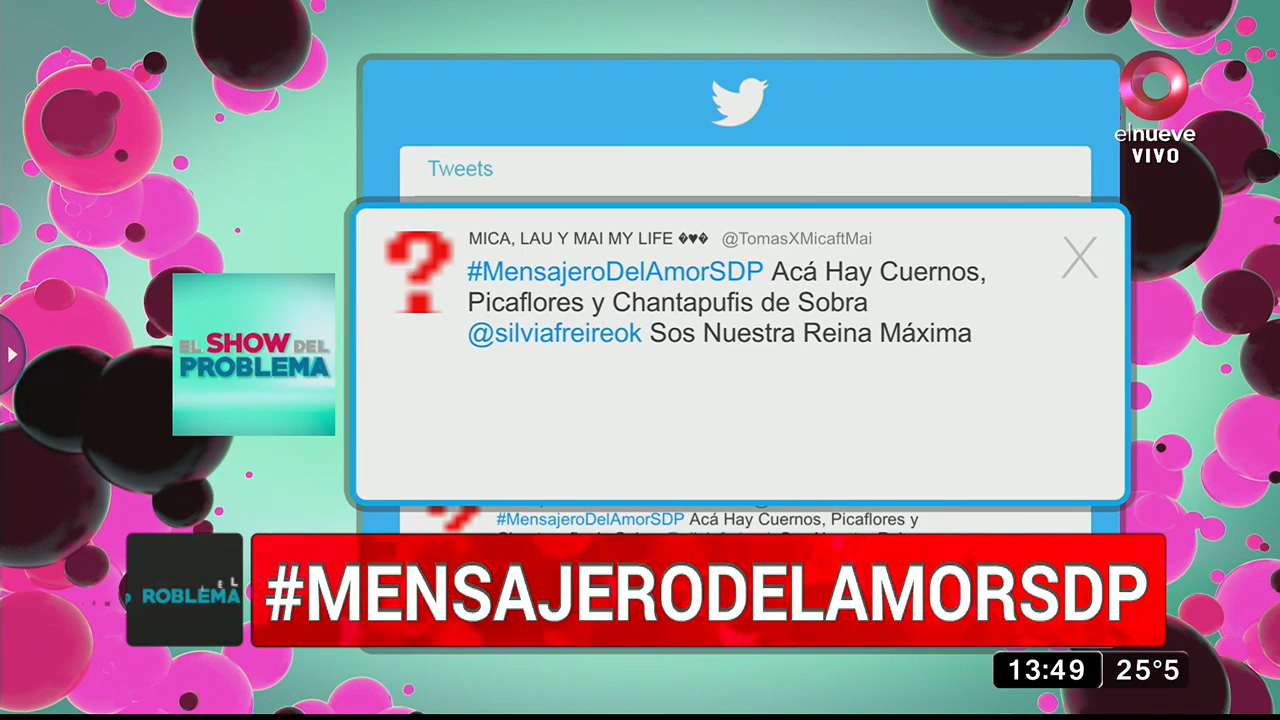 elnueve
VIVO
Tweets
MICA, LAU Y MAI MY LIFE �♥� @TomasXMicaftMai
#MensajeroDelAmorSDP Acá Hay Cuernos,
Picaflores y Chantapufis de Sobra
@silviafreireok Sos Nuestra Reina Máxima
EL SHOW DEL
PROBLEMA
#MensajeroDelAmorSDP Acá Hay Cuernos, Picaflores y
EL
ROBLEMA
#MENSAJERODELAMORSDP
13:49 25°5